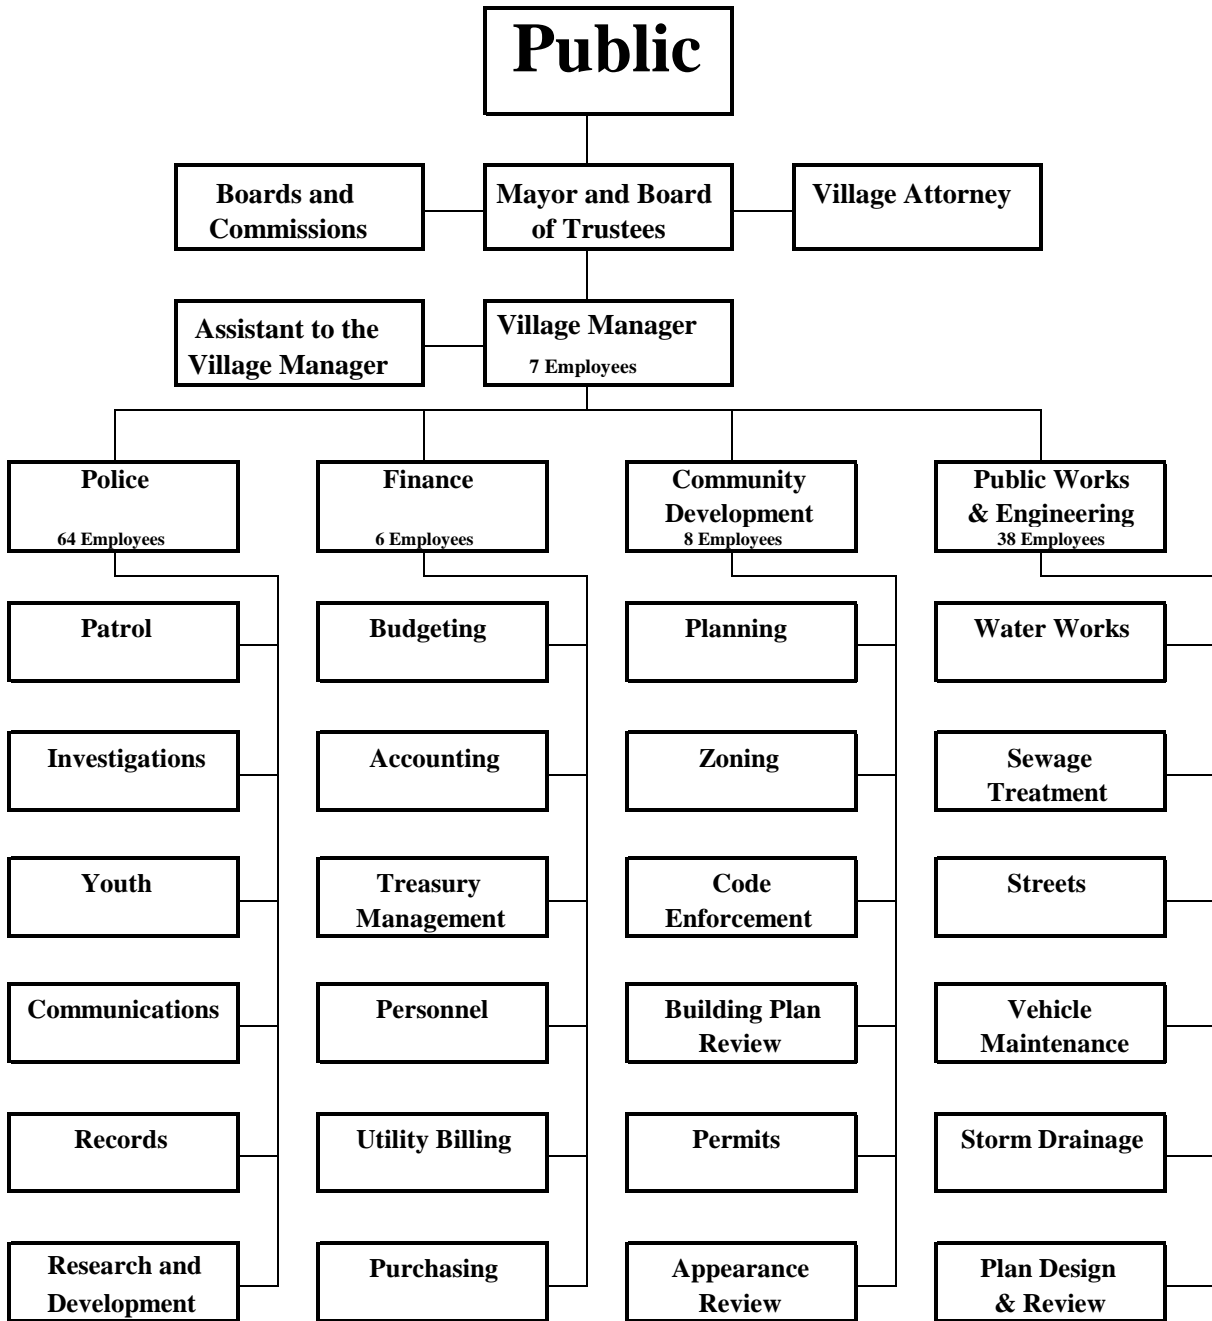 Public
Boards and
Commissions
Mayor and Board
of Trustees
Village Attorney
Assistant to the
Village Manager
Village Manager
7 Employees
Police
64 Employees
Finance
6 Employees
Community
Development
8 Employees
Public Works
& Engineering
38 Employees
Patrol
Budgeting
Planning
Water Works
Investigations
Accounting
Zoning
Sewage
Treatment
Youth
Treasury
Management
Code
Enforcement
Streets
Communications
Personnel
Building Plan
Review
Vehicle
Maintenance
Records
Utility Billing
Permits
Storm Drainage
Research and
Development
Purchasing
Appearance
Review
Plan Design
& Review